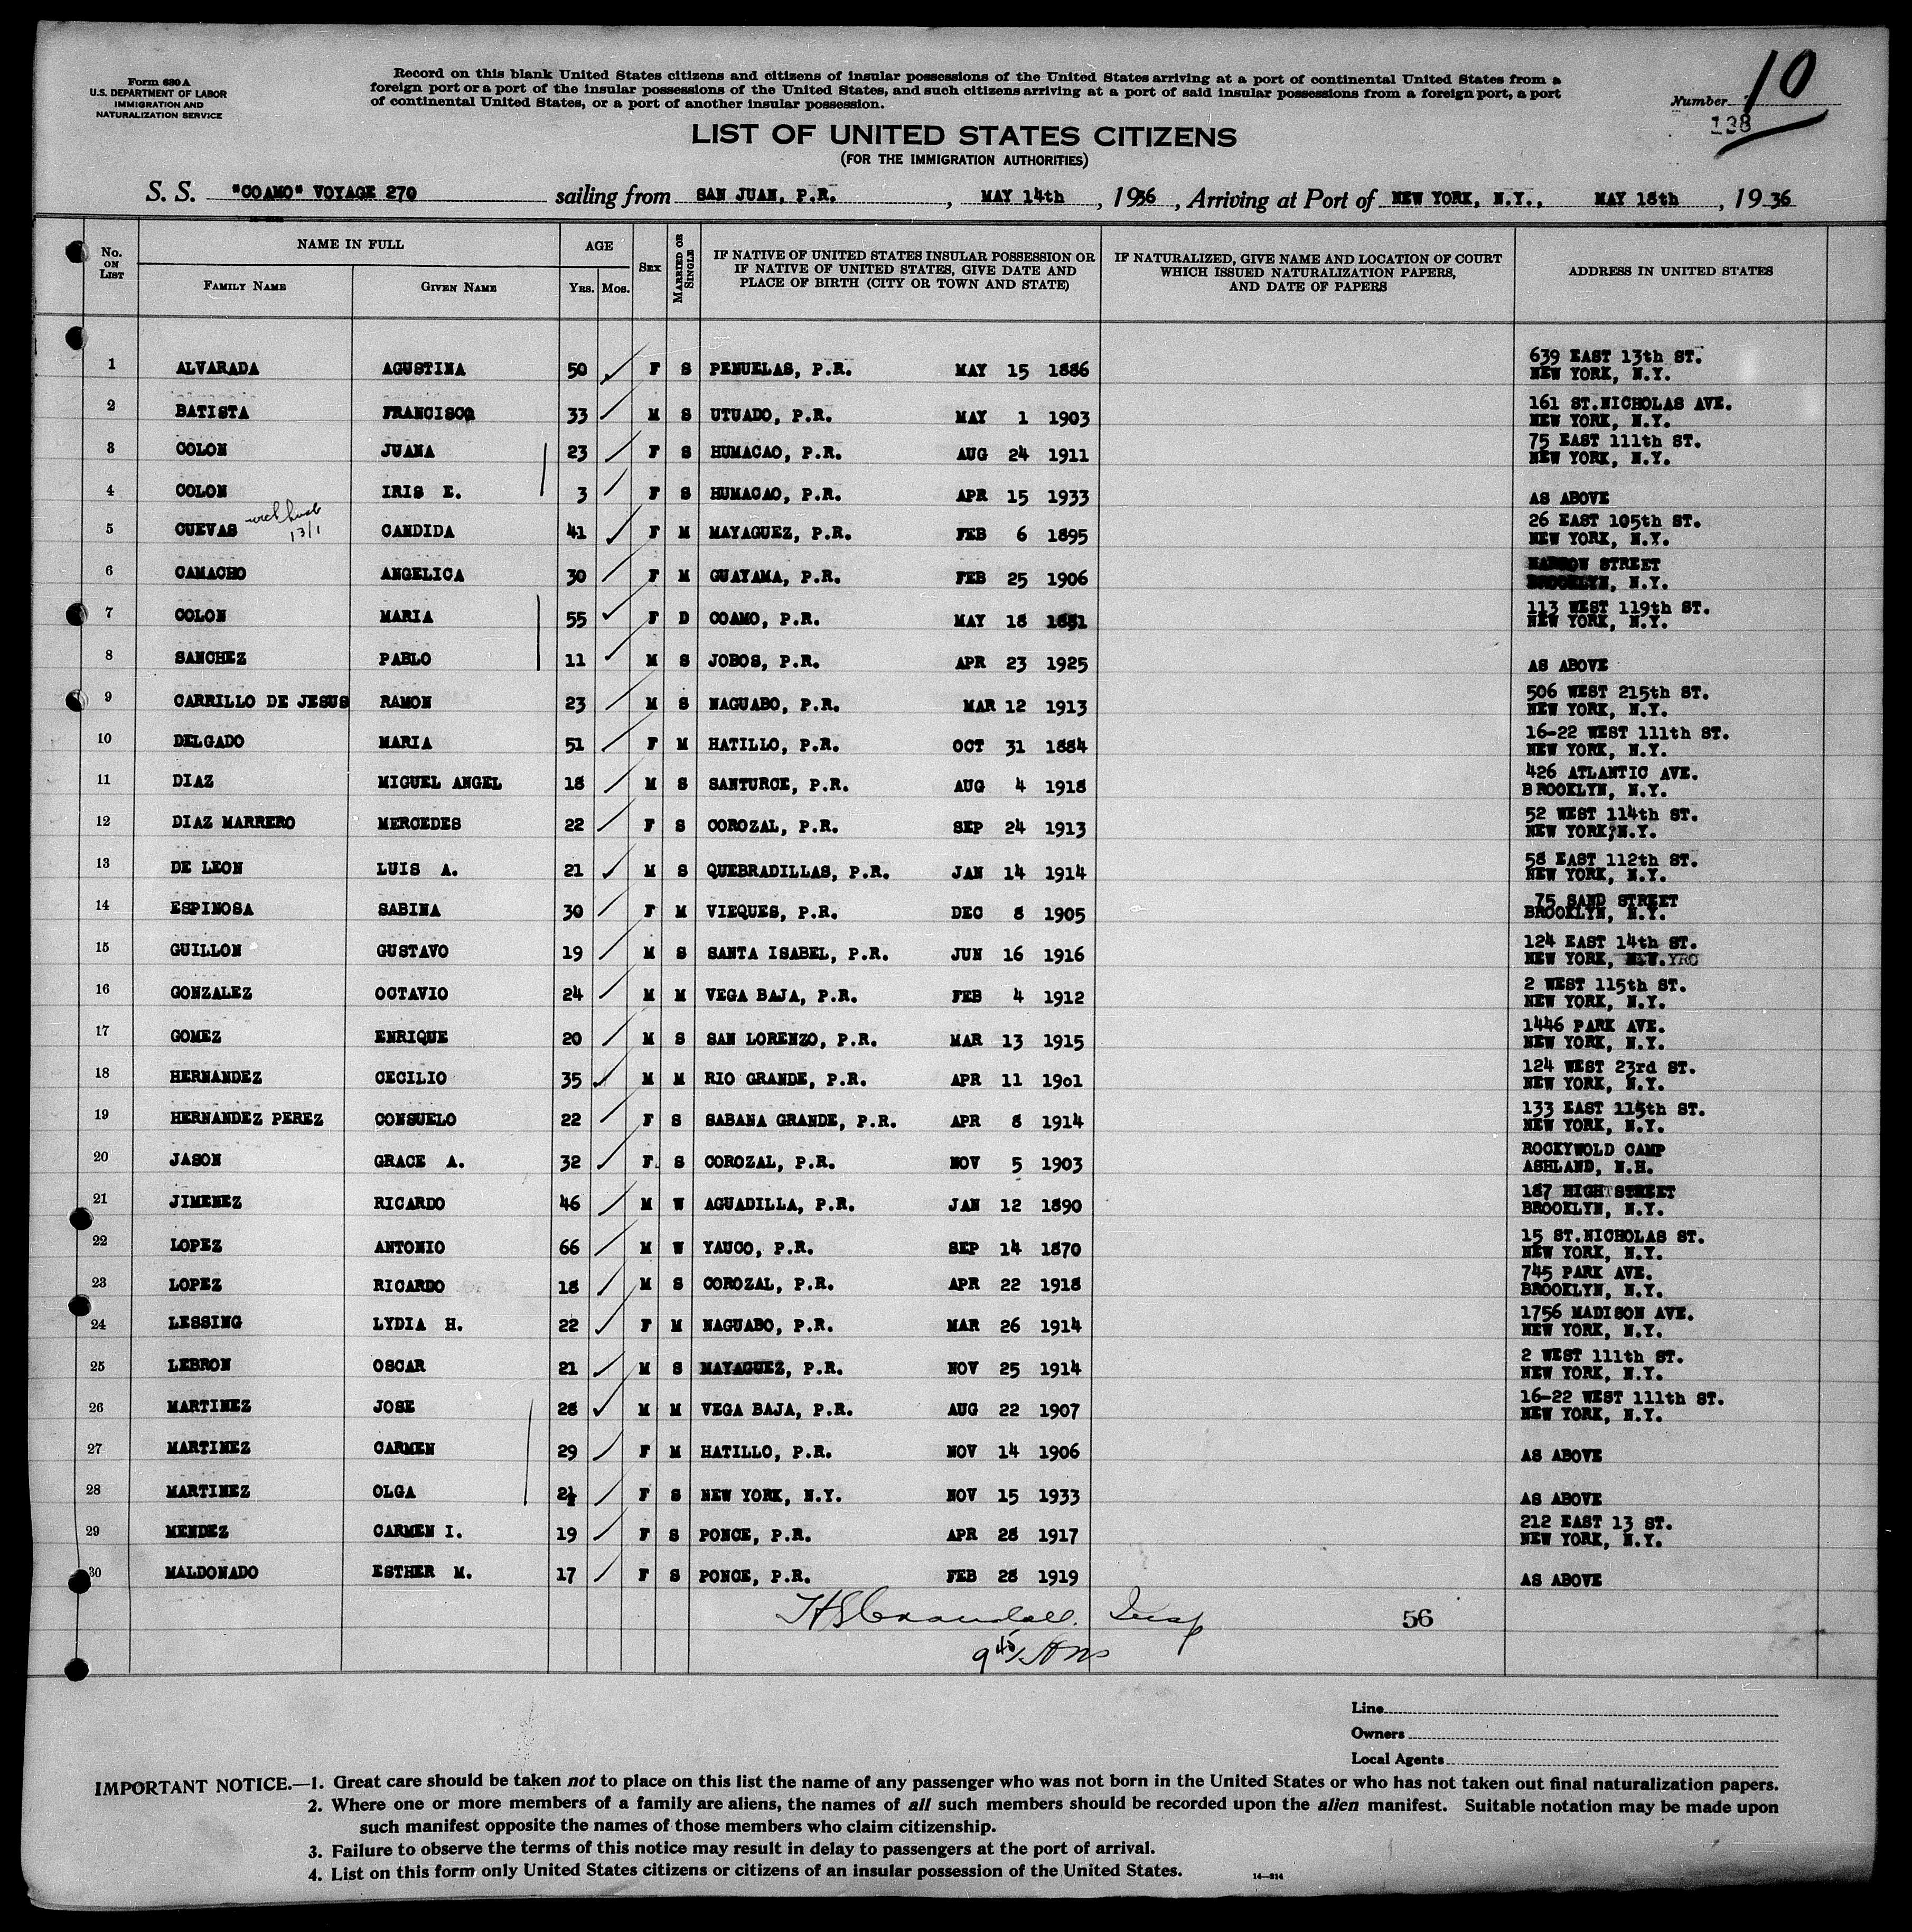 Form 630 A
U.S. DEPARTMENT OF LABOR
IMMIGRATION AND
NATURALIZATION SERVICE
Record on this blank United States citizens and citizens of insular possessions of the United States arriving at a port of continental United States from a
foreign port or a port of the insular possessions of the United States, and such citizens arriving at a port of said insular possessions from a foreign port, a port
of continental United States, or a port of another insular possession.
Number 10
138
LIST OF UNITED STATES CITIZENS
(FOR THE IMMIGRATION AUTHORITIES)
S. S. "COAMO" VOYAGE 270 sailing from SAN JUAN, P.R. , MAY 14th , 1936 , Arriving at Port of NEW YORK, N.Y., MAY 18th , 1936
No. ON LIST NAME IN FULL FAMILY NAME GIVEN NAME AGE YRS. MOS. SEX MARRIED OR SINGLE IF NATIVE OF UNITED STATES INSULAR POSSESSION OR IF NATIVE OF UNITED STATES, GIVE DATE AND PLACE OF BIRTH (CITY OR TOWN AND STATE) IF NATURALIZED, GIVE NAME AND LOCATION OF COURT WHICH ISSUED NATURALIZATION PAPERS, AND DATE OF PAPERS ADDRESS IN UNITED STATES
1 ALVARADA AGUSTINA 50 F S PENUELAS, P.R. MAY 15 1886 639 EAST 13th ST.
NEW YORK, N.Y.
2 BATISTA FRANCISCO 33 M S UTUADO, P.R. MAY 1 1903 161 ST.NICHOLAS AVE.
NEW YORK, N.Y.
3 COLON JUANA 23 F S HUMACAO, P.R. AUG 24 1911 75 EAST 111th ST.
NEW YORK, N.Y.
4 COLON IRIS E. 3 F S HUMACAO, P.R. APR 15 1933 AS ABOVE
5 CUEVAS 13/1 CANDIDA 41 F M MAYAGUEZ, P.R. FEB 6 1895 26 EAST 105th ST.
NEW YORK, N.Y.
6 CAMACHO ANGELICA 30 F M GUAYAMA, P.R. FEB 25 1906 STREET
BROOKLYN, N.Y.
7 COLON MARIA 55 F D COAMO, P.R. MAY 18 1881 113 WEST 119th ST.
NEW YORK, N.Y.
8 SANCHEZ PABLO 11 M S JOBOS, P.R. APR 23 1925 AS ABOVE
9 CARRILLO DE JESUS RAMON 23 M S NAGUABO, P.R. MAR 12 1913 506 WEST 215th ST.
NEW YORK, N.Y.
10 DELGADO MARIA 51 F M HATILLO, P.R. OCT 31 1884 16-22 WEST 111th ST.
NEW YORK, N.Y.
11 DIAZ MIGUEL ANGEL 18 M S SANTURCE, P.R. AUG 4 1918 426 ATLANTIC AVE.
BROOKLYN, N.Y.
12 DIAZ MARRERO MERCEDES 22 F S COROZAL, P.R. SEP 24 1913 52 WEST 114th ST.
NEW YORK, N.Y.
13 DE LEON LUIS A. 21 M S QUEBRADILLAS, P.R. JAN 14 1914 58 EAST 112th ST.
NEW YORK, N.Y.
14 ESPINOSA SABINA 30 F M VIEQUES, P.R. DEC 8 1905 75 SAND STREET
BROOKLYN, N.Y.
15 GUILLON GUSTAVO 19 M S SANTA ISABEL, P.R. JUN 16 1916 124 EAST 14th ST.
NEW YORK,
16 GONZALEZ OCTAVIO 24 M M VEGA BAJA, P.R. FEB 4 1912 2 WEST 115th ST.
NEW YORK, N.Y.
17 GOMEZ ENRIQUE 20 M S SAN LORENZO, P.R. MAR 13 1915 1446 PARK AVE.
NEW YORK, N.Y.
18 HERNANDEZ CECILIO 35 M M RIO GRANDE, P.R. APR 11 1901 124 WEST 23rd ST.
NEW YORK, N.Y.
19 HERNANDEZ PEREZ CONSUELO 22 F S SABANA GRANDE, P.R. APR 8 1914 133 EAST 115th ST.
NEW YORK, N.Y.
20 JASON GRACE A. 32 F. S COROZAL, P.R. NOV 5 1903 ROCKYWOLD CAMP
ASHLAND, N.H.
21 JIMENEZ RICARDO 46 M W AGUADILLA, P.R. JAN 12 1890 187 HIGH STREET
BROOKLYN, N.Y.
22 LOPEZ ANTONIO 66 M W YAUCO, P.R. SEP 14 1870 15 ST.NICHOLAS ST.
NEW YORK, N.Y.
23 LOPEZ RICARDO 18 M S COROZAL, P.R. APR 22 1918 745 PARK AVE.
BROOKLYN, N.Y.
24 LESSING LYDIA H. 22 F M NAGUABO, P.R. MAR 26 1914 1756 MADISON AVE.
NEW YORK, N.Y.
25 LEBRON OSCAR 21 M S MAYAGUEZ, P.R. NOV 25 1914 2 WEST 111th ST.
NEW YORK, N.Y.
26 MARTINEZ JOSE 28 M M VEGA BAJA, P.R. AUG 22 1907 16-22 WEST 111th ST.
NEW YORK, N.Y.
27 MARTINEZ CARMEN 29 F M HATILLO, P.R. NOV 14 1906 AS ABOVE
28 MARTINEZ OLGA 2½ F S NEW YORK, N.Y. NOV 15 1933 AS ABOVE
29 MENDEZ CARMEN I. 19 F S PONCE, P.R. APR 28 1917 212 EAST 13 ST.
NEW YORK, N.Y.
30 MALDONADO ESTHER M. 17 F S PONCE, P.R. FEB 28 1919 AS ABOVE
HS Crandall. Insp 56
9 45 AM
Line
Owners
Local Agents
IMPORTANT NOTICE.—1. Great care should be taken not to place on this list the name of any passenger who was not born in the United States or who has not taken out final naturalization papers.
2. Where one or more members of a family are aliens, the names of all such members should be recorded upon the alien manifest. Suitable notation may be made upon
such manifest opposite the names of those members who claim citizenship.
3. Failure to observe the terms of this notice may result in delay to passengers at the port of arrival.
4. List on this form only United States citizens or citizens of an insular possession of the United States.
14—214